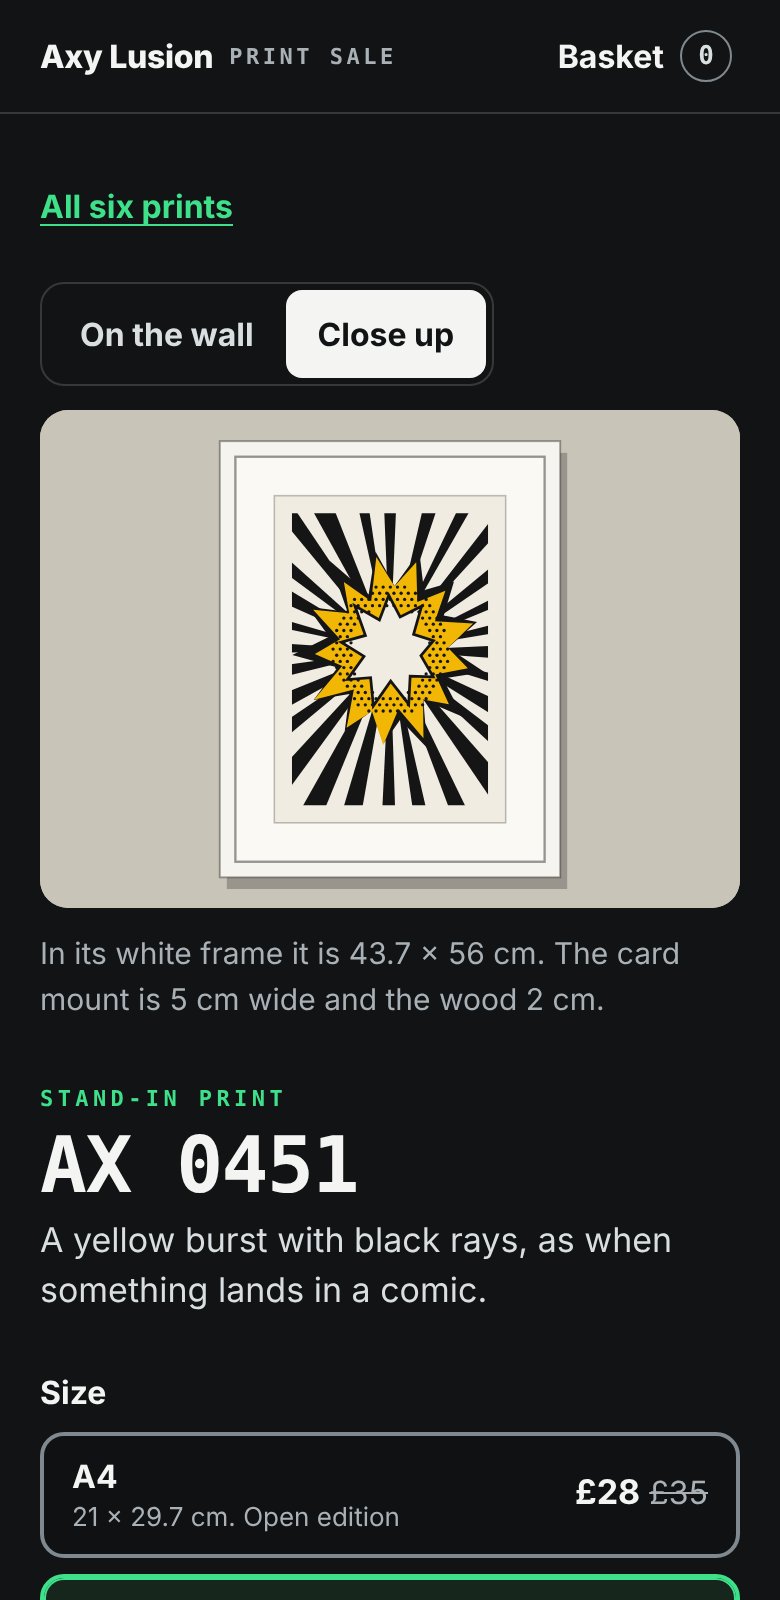 Axy Lusion PRINT SALE Basket 0
All six prints
On the wall Close up
In its white frame it is 43.7 × 56 cm. The card
mount is 5 cm wide and the wood 2 cm.
STAND-IN PRINT
AX 0451
A yellow burst with black rays, as when
something lands in a comic.
Size
A4
£28 £35
21 × 29.7 cm. Open edition